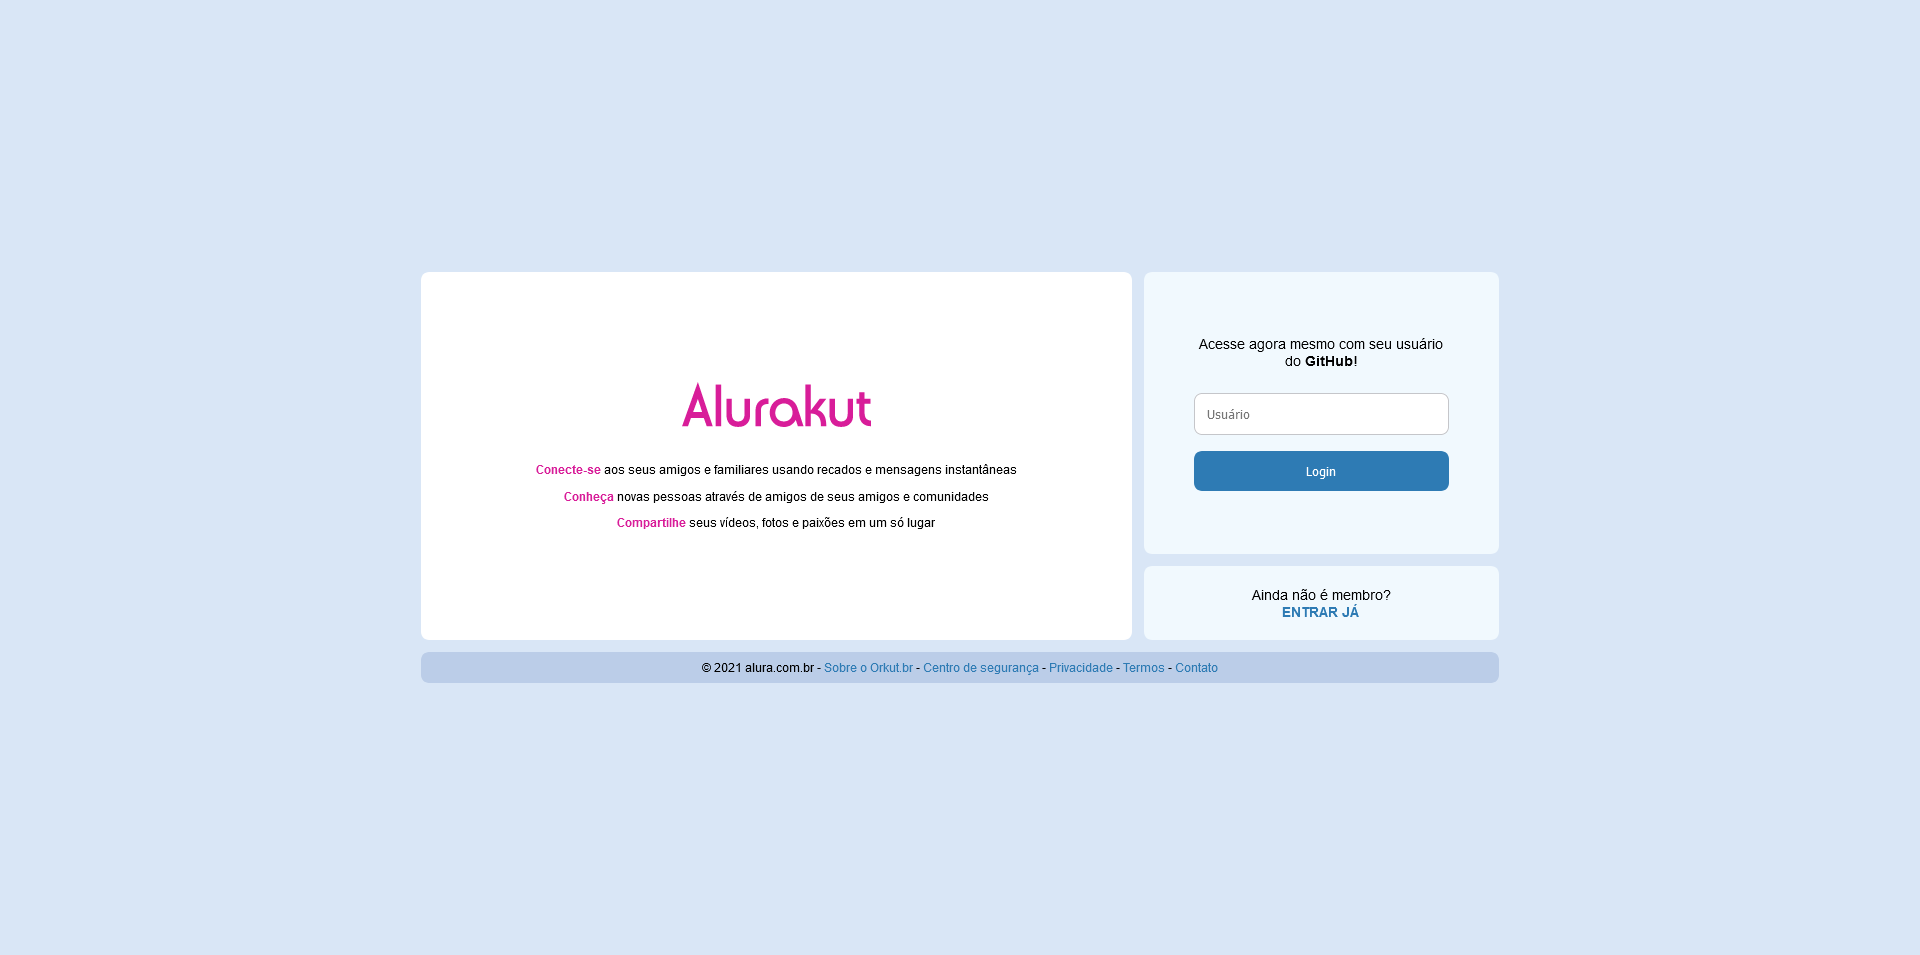 Alurakut
Conecte-se aos seus amigos e familiares usando recados e mensagens instantâneas
Conheça novas pessoas através de amigos de seus amigos e comunidades
Compartilhe seus vídeos, fotos e paixões em um só lugar
Acesse agora mesmo com seu usuário
do GitHub!
Usuário
Login
Ainda não é membro?
ENTRAR JÁ
© 2021 alura.com.br - Sobre o Orkut.br - Centro de segurança - Privacidade - Termos - Contato